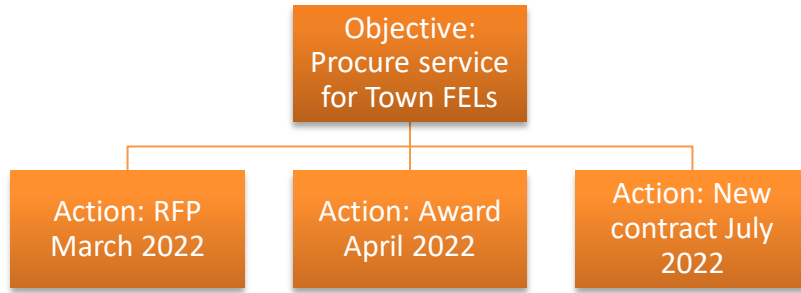 Objective:
Procure service
for Town FELs
Action: RFP
March 2022
Action: Award
April 2022
Action: New
contract July
2022